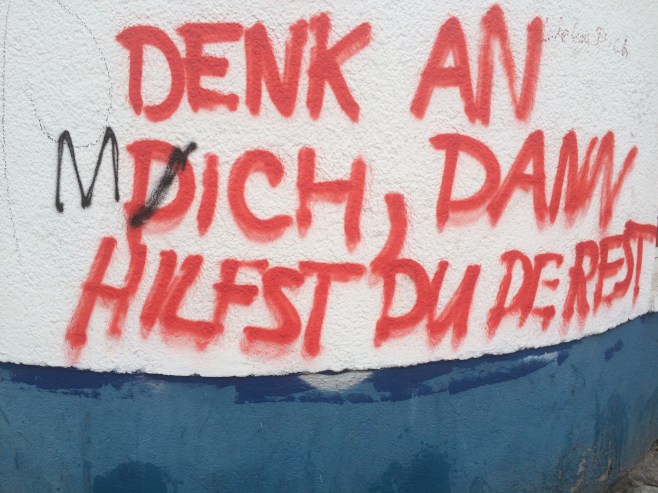 DENK AN
MDICH, DANN
HILFST DU DE REST